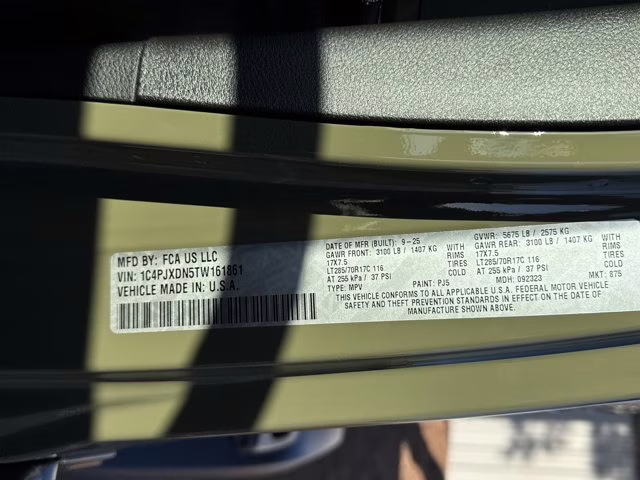 MFD BY: FCA US LLC
VIN: 1C4PJXDN5TW161861
VEHICLE MADE IN: U.S.A.
DATE OF MFR (BUILT): 9-25 GVWR: 5675 LB / 2575 KG
GAWR FRONT: 3100 LB / 1407 KG GAWR REAR: 3100 LB / 1407 KG
17X7.5 TIRES 17X7.5 TIRES
LT285/70R17C 116 RIMS LT285/70R17C 116 RIMS
AT 255 kPa / 37 PSI COLD AT 255 kPa / 37 PSI COLD
TYPE: MPV PAINT: PJ5 MDH: 092323 MKT: 875
THIS VEHICLE CONFORMS TO ALL APPLICABLE U.S.A. FEDERAL MOTOR VEHICLE
SAFETY AND THEFT PREVENTION STANDARDS IN EFFECT ON THE DATE OF
MANUFACTURE SHOWN ABOVE.